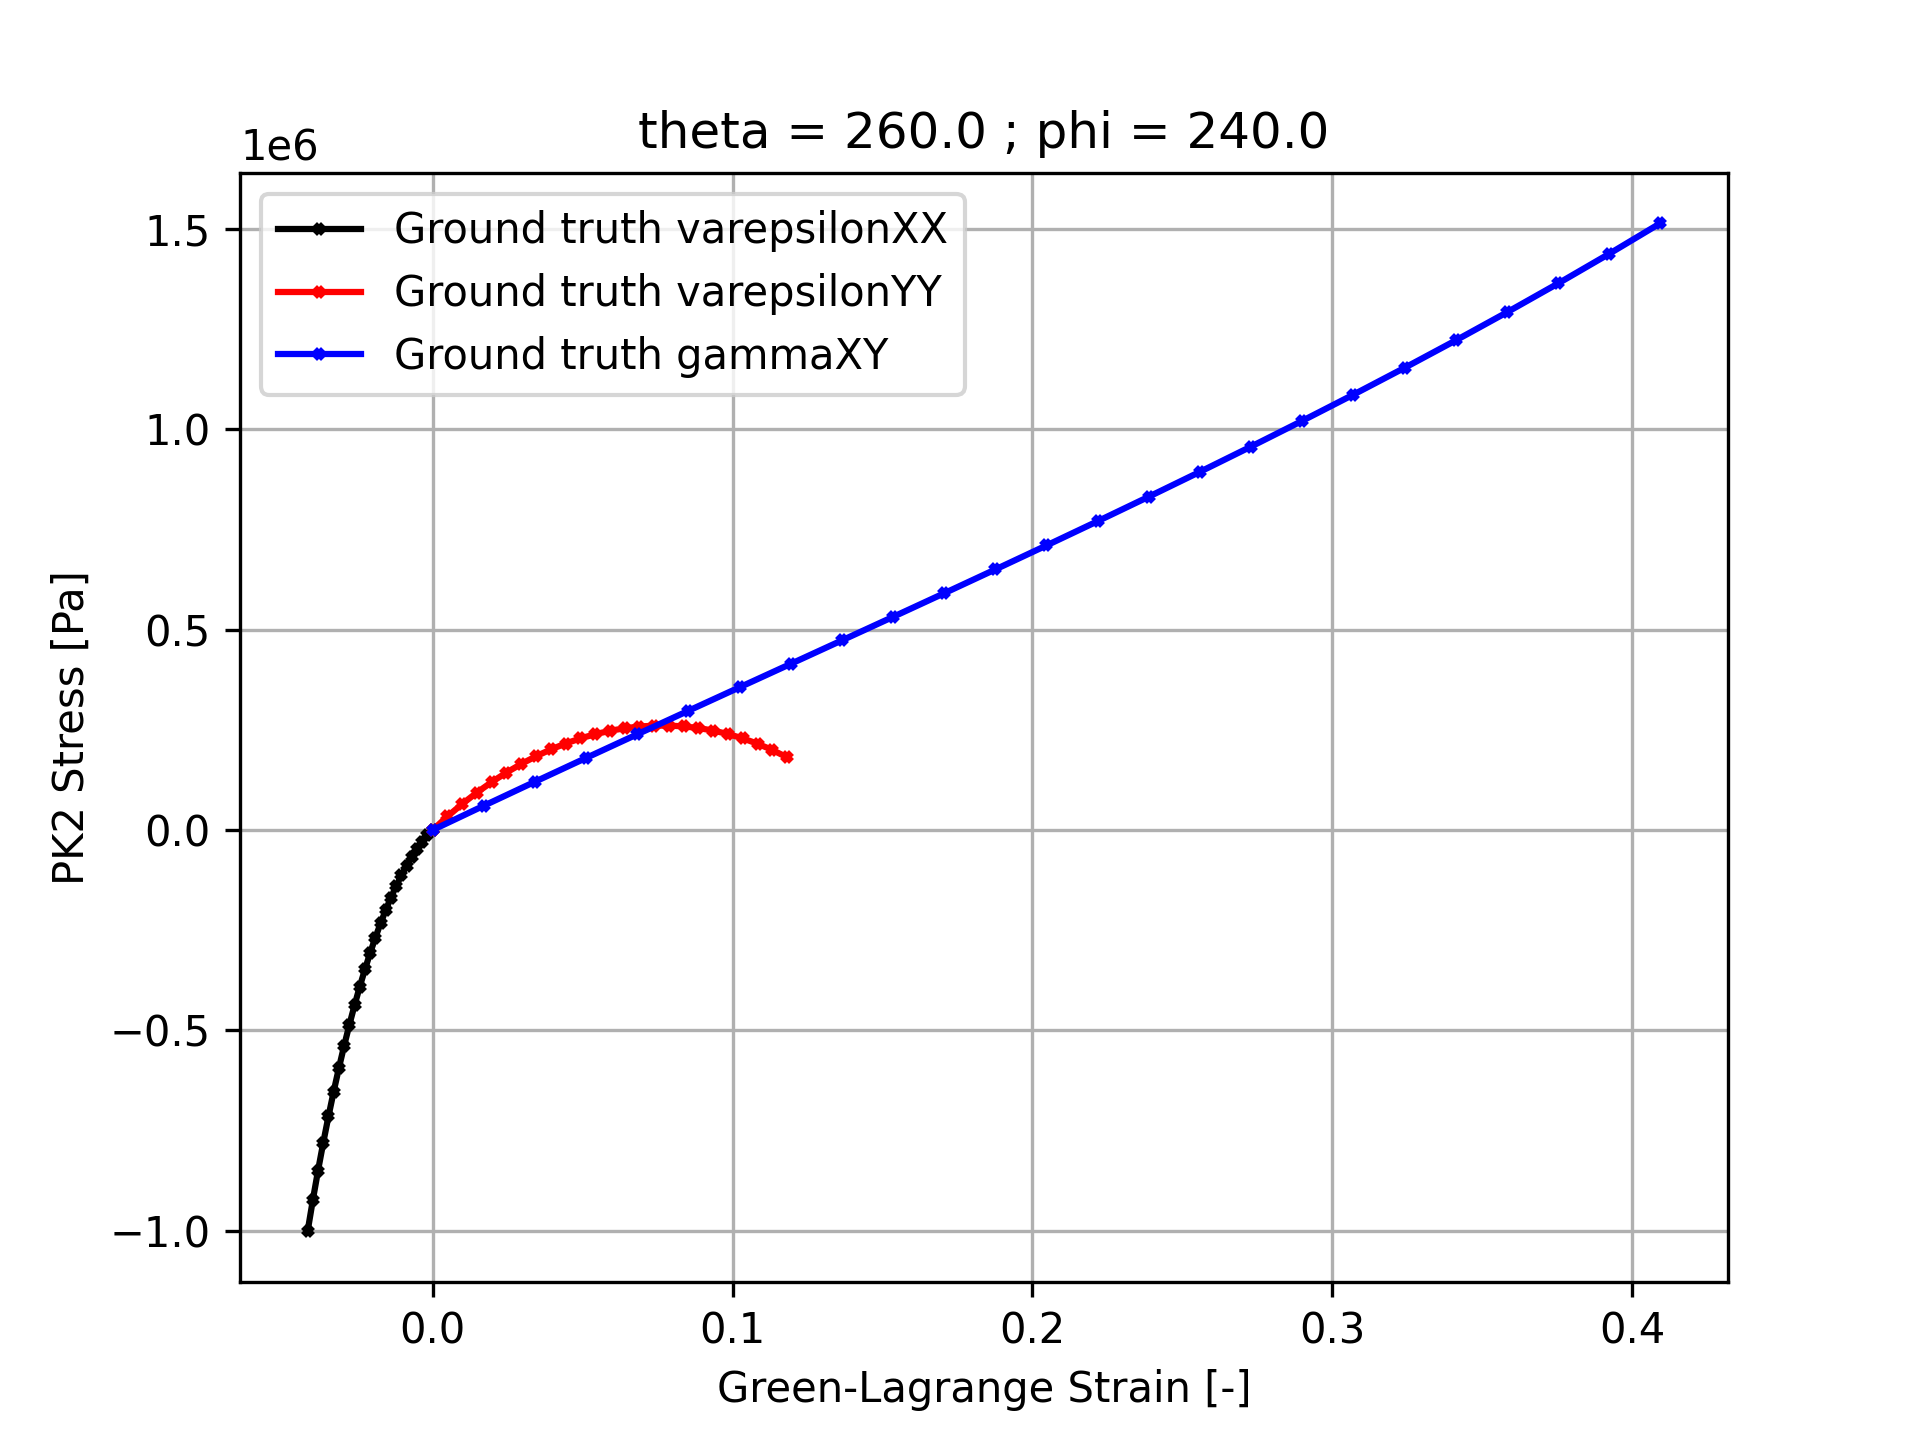 theta = 260.0 ; phi = 240.0
1e6
Ground truth varepsilonXX
Ground truth varepsilonYY
Ground truth gammaXY
1.5
1.0
0.5
0.0
−0.5
−1.0
PK2 Stress [Pa]
0.0 0.1 0.2 0.3 0.4
Green-Lagrange Strain [-]